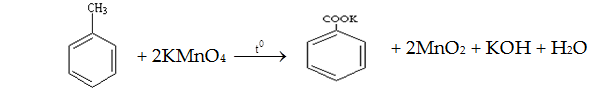 CH3 COOK
+ 2KMnO4 t⁰ + 2MnO2 + KOH + H2O